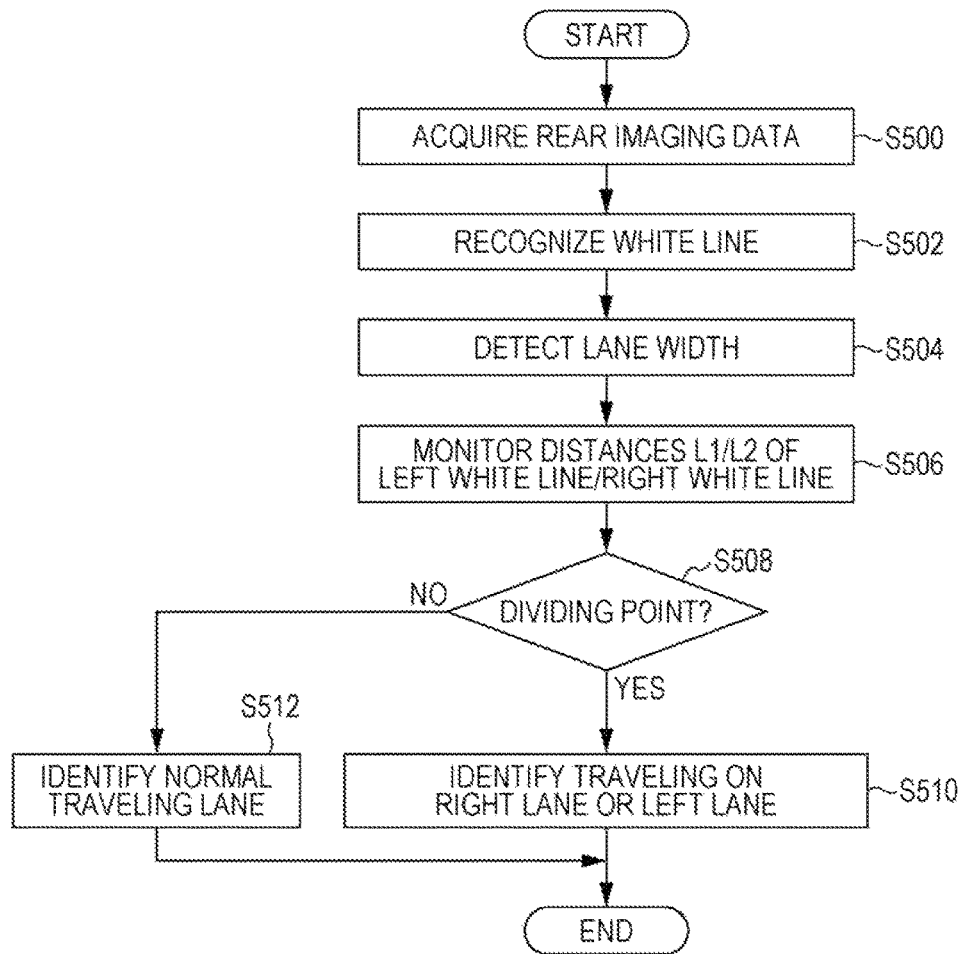 START
ACQUIRE REAR IMAGING DATA
S500
RECOGNIZE WHITE LINE
S502
DETECT LANE WIDTH
S504
MONITOR DISTANCES L1/L2 OF
LEFT WHITE LINE/RIGHT WHITE LINE
S506
S508
DIVIDING POINT?
NO
YES
S512
IDENTIFY NORMAL
TRAVELING LANE
IDENTIFY TRAVELING ON
RIGHT LANE OR LEFT LANE
S510
END